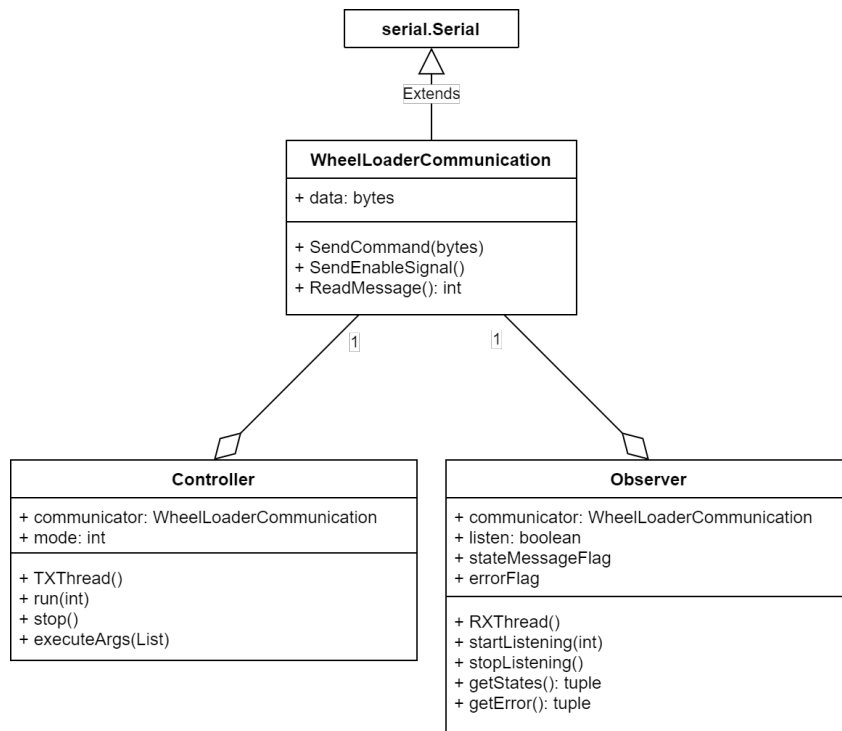 serial.Serial
Extends
WheelLoaderCommunication
+ data: bytes
+ SendCommand(bytes)
+ SendEnableSignal()
+ ReadMessage(): int
1
1
Controller
+ communicator: WheelLoaderCommunication
+ mode: int
+ TXThread()
+ run(int)
+ stop()
+ executeArgs(List)
Observer
+ communicator: WheelLoaderCommunication
+ listen: boolean
+ stateMessageFlag
+ errorFlag
+ RXThread()
+ startListening(int)
+ stopListening()
+ getStates(): tuple
+ getError(): tuple